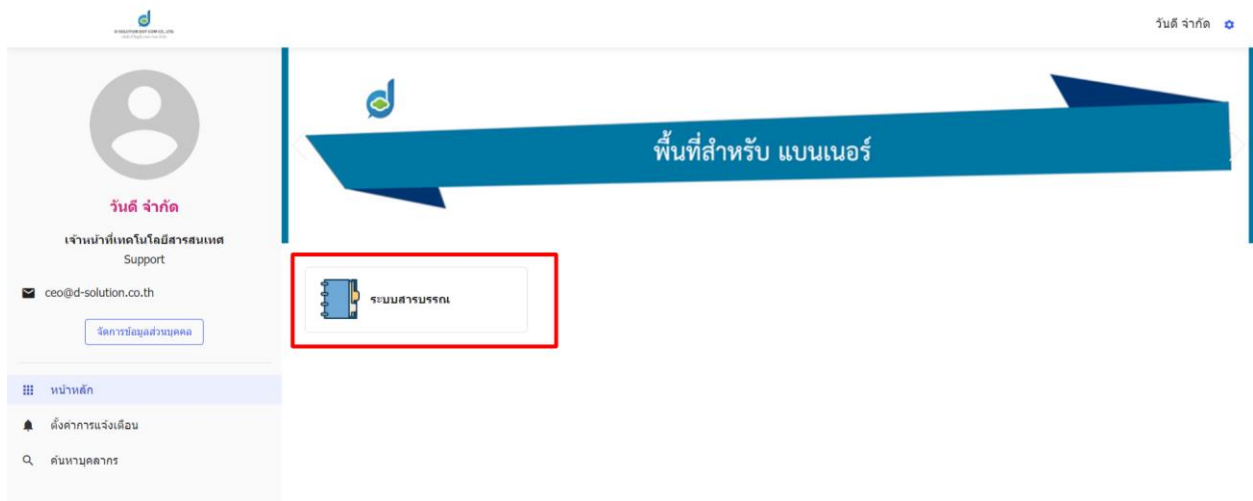 D-SOLUTION DOT COM CO., LTD.
วันดี จำกัด
พื้นที่สำหรับ แบนเนอร์
วันดี จำกัด
เจ้าหน้าที่เทคโนโลยีสารสนเทศ
Support
ceo@d-solution.co.th
จัดการข้อมูลส่วนบุคคล
ระบบสารบรรณ
หน้าหลัก
ตั้งค่าการแจ้งเตือน
ค้นหาบุคลากร